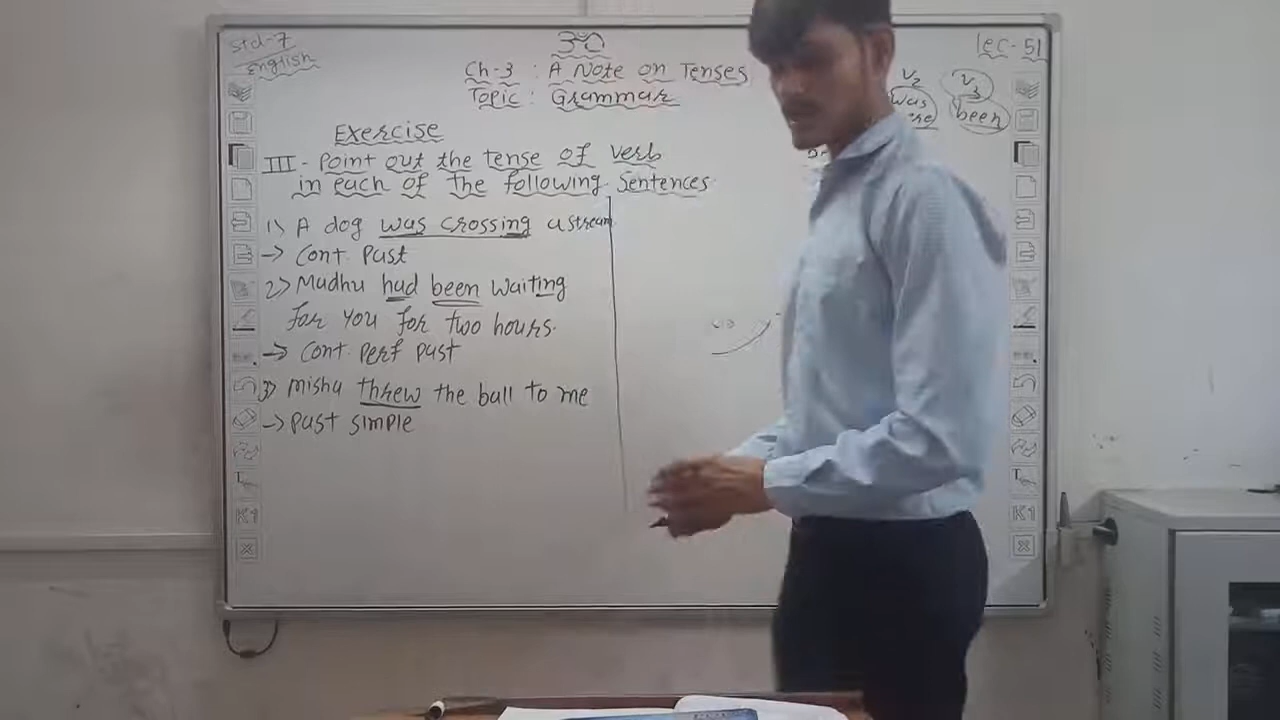 std-7
English
ૐ
Lec-51
Ch-3 : A Note on Tenses
Topic : Grammar
V2
V3
was
been
Exercise
III - Point out the tense of verb
in each of the following sentences
1) A dog was crossing a stream.
→ Cont. Past
2) Madhu had been waiting
for you for two hours.
→ Cont. perf past
3) Misha threw the ball to me
→ Past simple